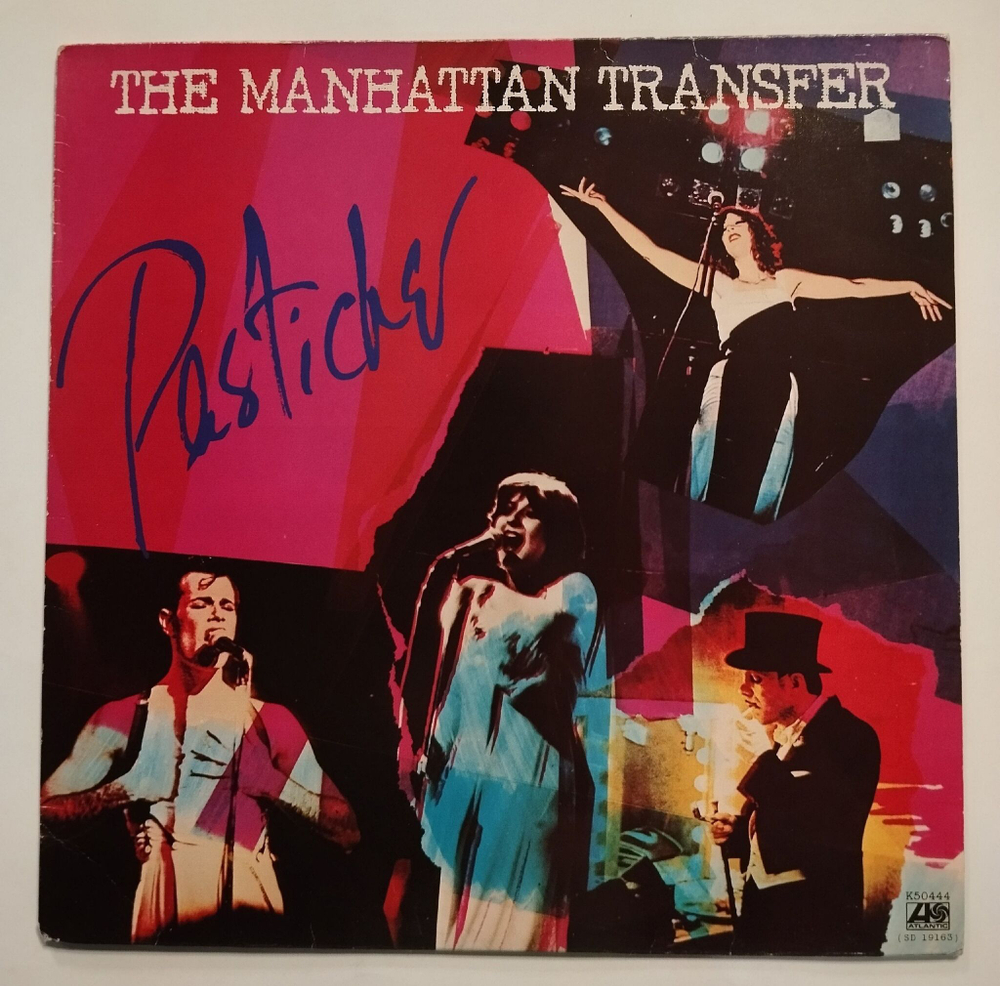 THE MANHATTAN TRANSFER
Pastiche
K50444
ATLANTIC
(SD 19163)